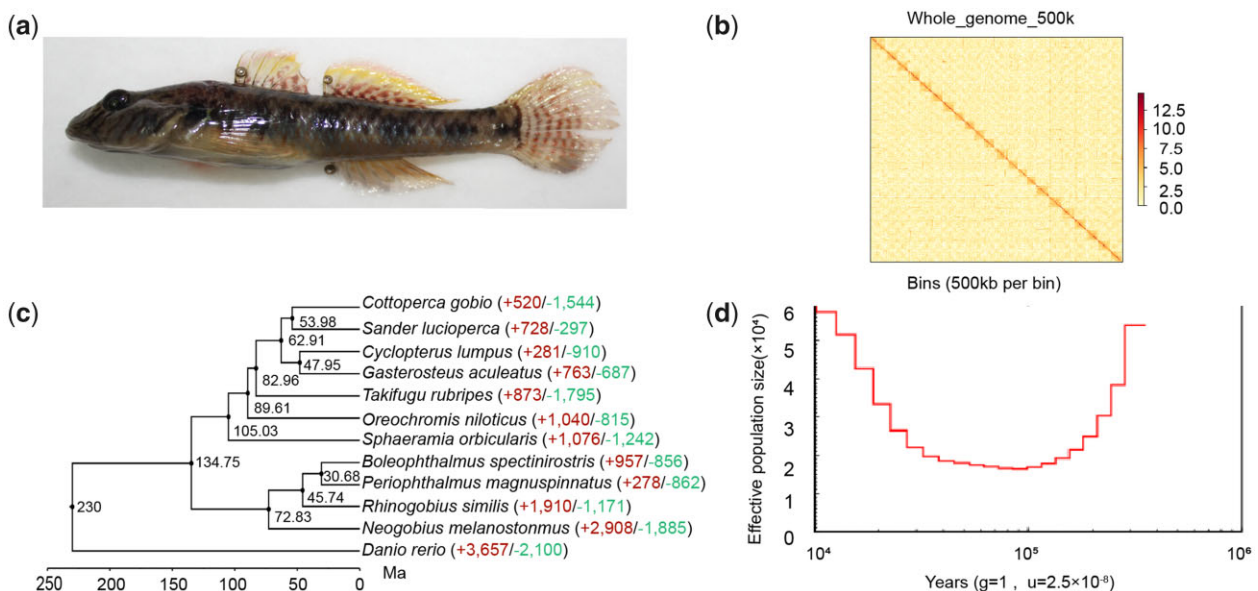 (a)
(b)
Whole_genome_500k
12.5
10.0
7.5
5.0
2.5
0.0
Bins (500kb per bin)
(c)
Cottoperca gobio (+520/-1,544)
53.98
Sander lucioperca (+728/-297)
62.91
Cyclopterus lumpus (+281/-910)
47.95
Gasterosteus aculeatus (+763/-687)
82.96
Takifugu rubripes (+873/-1,795)
89.61
Oreochromis niloticus (+1,040/-815)
105.03
Sphaeramia orbicularis (+1,076/-1,242)
134.75
Boleophthalmus spectinirostris (+957/-856)
30.68
Periophthalmus magnuspinnatus (+278/-862)
45.74
Rhinogobius similis (+1,910/-1,171)
72.83
Neogobius melanostonmus (+2,908/-1,885)
230
Danio rerio (+3,657/-2,100)
Ma
250 200 150 100 50 0
(d)
Effective population size(×10⁴)
6
5
4
3
2
1
0
10⁴ 10⁵ 10⁶
Years (g=1 , u=2.5×10⁻⁸)